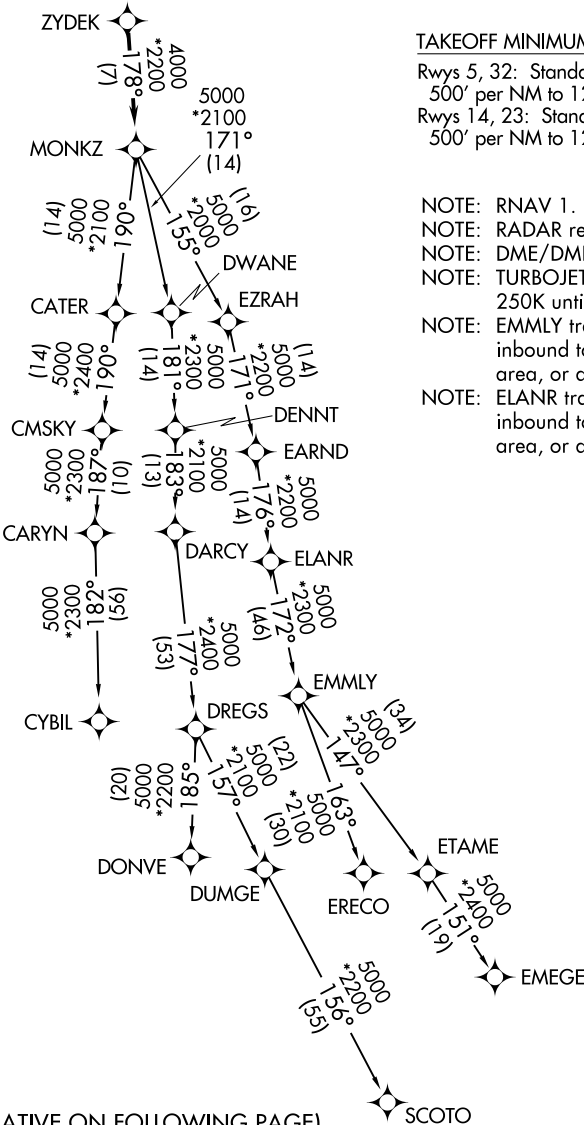 ZYDEK
4000
*2200
178°
(7)
5000
*2100
171°
(14)
MONKZ
(14)
5000
*2100
190°
(16)
5000
*2000
155°
DWANE
EZRAH
CATER
(14)
5000
*2400
190°
5000
*2300
181°
(14)
(14)
5000
*2200
171°
CMSKY
DENNT
EARND
5000
*2300
187°
(10)
5000
*2100
183°
(13)
5000
*2200
176°
(14)
CARYN
DARCY
ELANR
5000
*2300
182°
(56)
5000
*2400
177°
(53)
5000
*2300
172°
(46)
CYBIL
DREGS
EMMLY
5000
*2200
185°
(20)
(22)
5000
*2100
157°
5000
*2100
163°
(30)
(34)
5000
*2300
147°
DONVE
DUMGE
ERECO
ETAME
5000
*2400
151°
(19)
EMEGE
5000
*2200
156°
(55)
SCOTO
TAKEOFF MINIMUM
Rwys 5, 32: Standa
500' per NM to 12
Rwys 14, 23: Stand
500' per NM to 12
NOTE: RNAV 1.
NOTE: RADAR re
NOTE: DME/DM
NOTE: TURBOJET
250K unti
NOTE: EMMLY tra
inbound to
area, or a
NOTE: ELANR tra
inbound to
area, or a
ATIVE ON FOLLOWING PAGE)